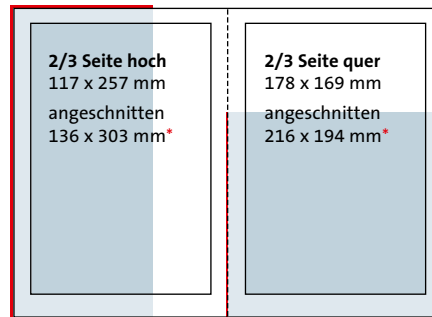 2/3 Seite hoch
117 x 257 mm
angeschnitten
136 x 303 mm*
2/3 Seite quer
178 x 169 mm
angeschnitten
216 x 194 mm*